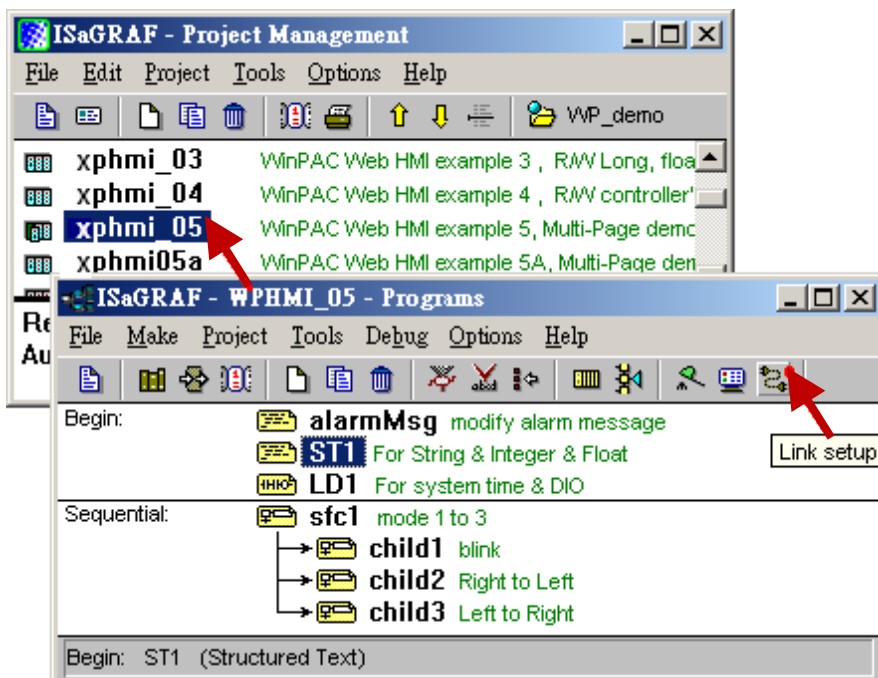 ISaGRAF - Project Management
File Edit Project Tools Options Help
WP_demo
xphmi_03 WinPAC Web HMI example 3 , R/W Long, floa
xphmi_04 WinPAC Web HMI example 4 , R/W controller'
xphmi_05 WinPAC Web HMI example 5, Multi-Page demo
xphmi05a WinPAC Web HMI example 5A, Multi-Page den
Re
Au
ISaGRAF - WPHMI_05 - Programs
File Make Project Tools Debug Options Help
Begin: alarmMsg modify alarm message
ST1 For String & Integer & Float
Link setup
LD1 For system time & DIO
Sequential: sfc1 mode 1 to 3
child1 blink
child2 Right to Left
child3 Left to Right
Begin: ST1 (Structured Text)